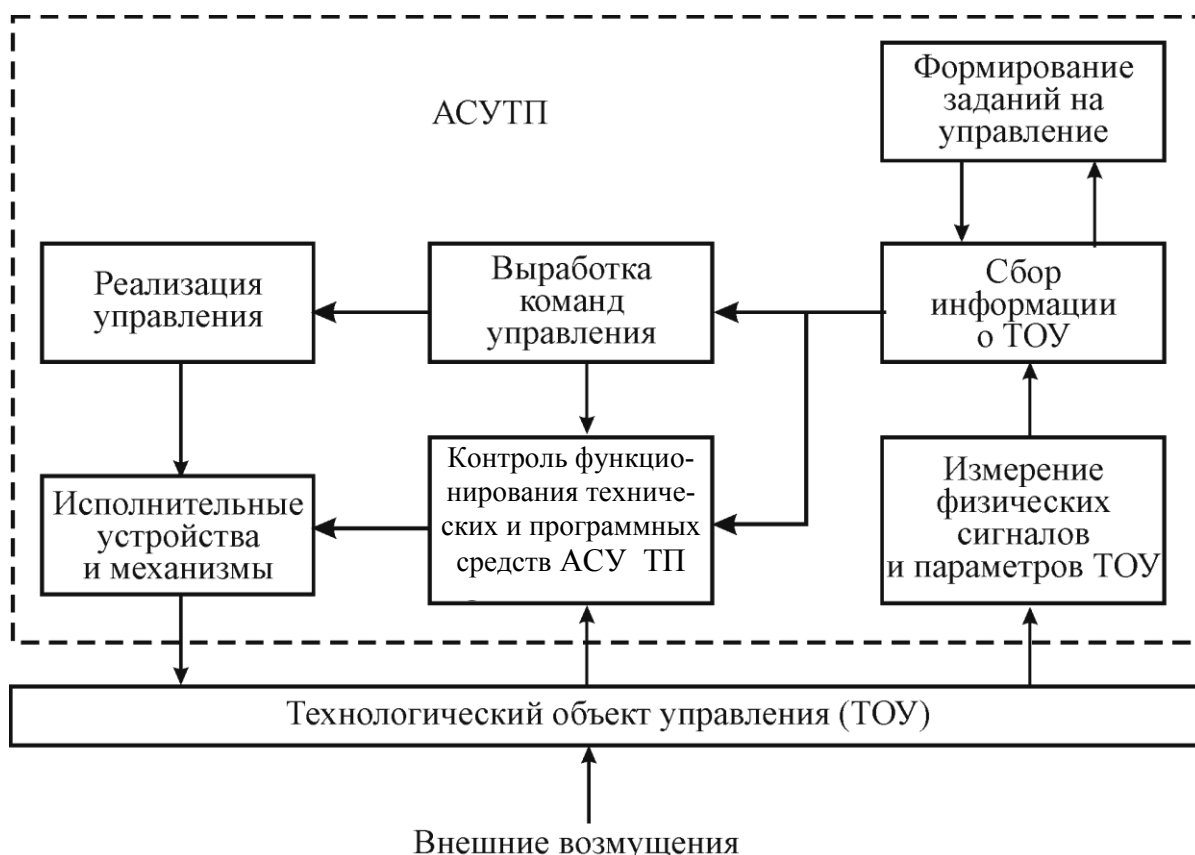 Формирование
заданий на
управление
АСУТП
Реализация
управления
Выработка
команд
управления
Сбор
информации
о ТОУ
Исполнительные
устройства
и механизмы
Контроль функцио-
нирования техниче-
ских и программных
средств АСУ ТП
Измерение
физических
сигналов
и параметров ТОУ
Технологический объект управления (ТОУ)
Внешние возмущения